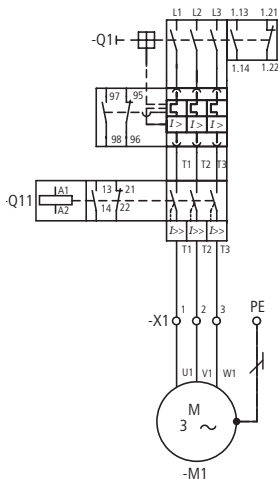 L1 L2 L3 1.13 1.21
-Q1
1.14 1.22
97 95
I> I> I>
98 96
T1 T2 T3
-Q11
A1 13 21
A2 14 22
I>> I>> I>>
T1 T2 T3
1 2 3 PE
-X1
U1 V1 W1
M
3 ~
-M1